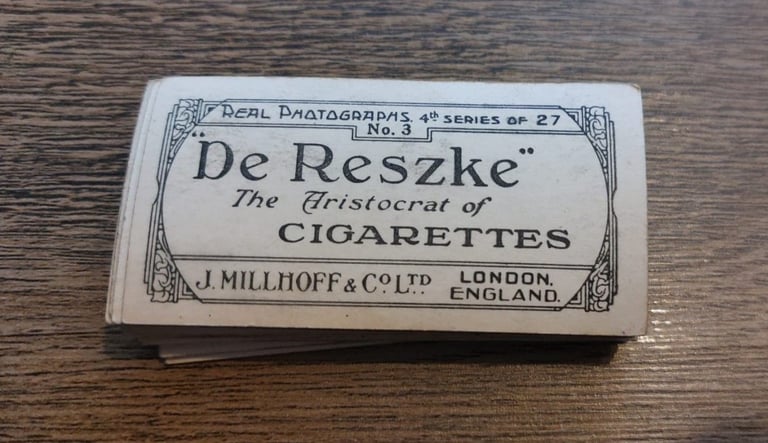 REAL PHOTOGRAPHS. 4th SERIES OF 27
No. 3
"De Reszke"
The Aristocrat of
CIGARETTES
J. MILLHOFF & Co LTD
LONDON.
ENGLAND.